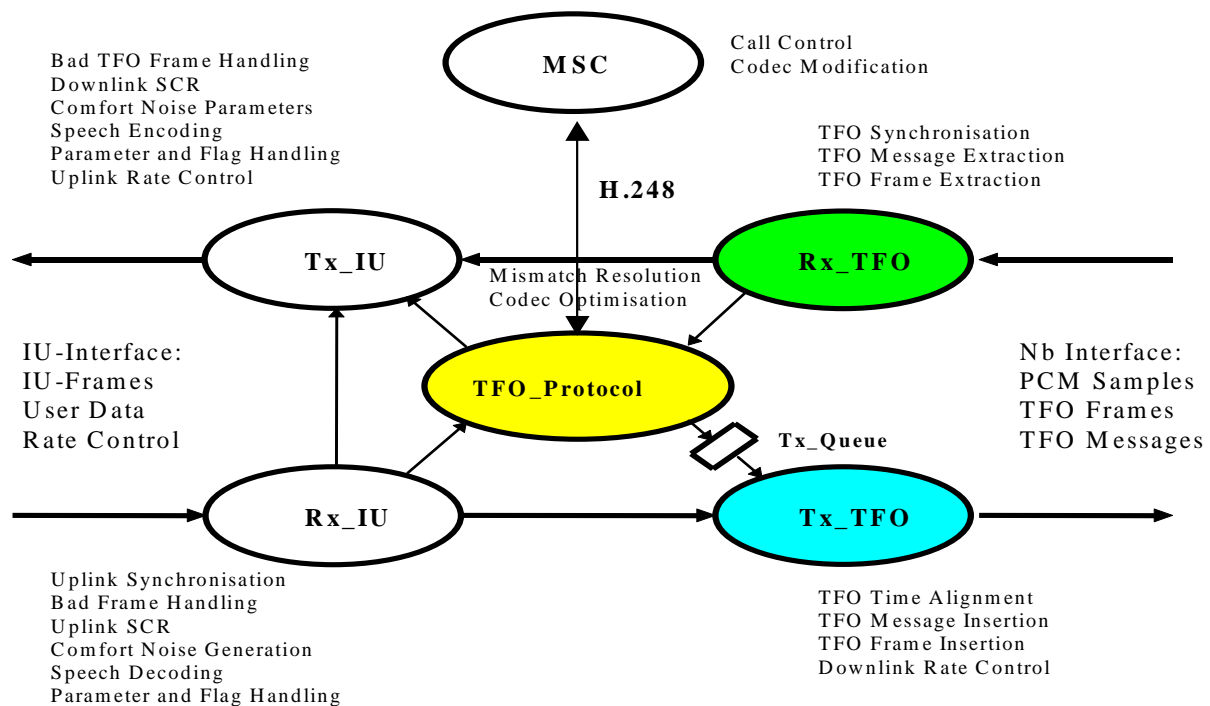 Bad TFO Frame Handling
Downlink SCR
Comfort Noise Parameters
Speech Encoding
Parameter and Flag Handling
Uplink Rate Control
MSC
Call Control
Codec Modification
TFO Synchronisation
TFO Message Extraction
TFO Frame Extraction
H.248
Tx_IU
Rx_TFO
Mismatch Resolution
Codec Optimisation
IU-Interface:
IU-Frames
User Data
Rate Control
TFO_Protocol
Nb Interface:
PCM Samples
TFO Frames
TFO Messages
Tx_Queue
Rx_IU
Tx_TFO
Uplink Synchronisation
Bad Frame Handling
Uplink SCR
Comfort Noise Generation
Speech Decoding
Parameter and Flag Handling
TFO Time Alignment
TFO Message Insertion
TFO Frame Insertion
Downlink Rate Control